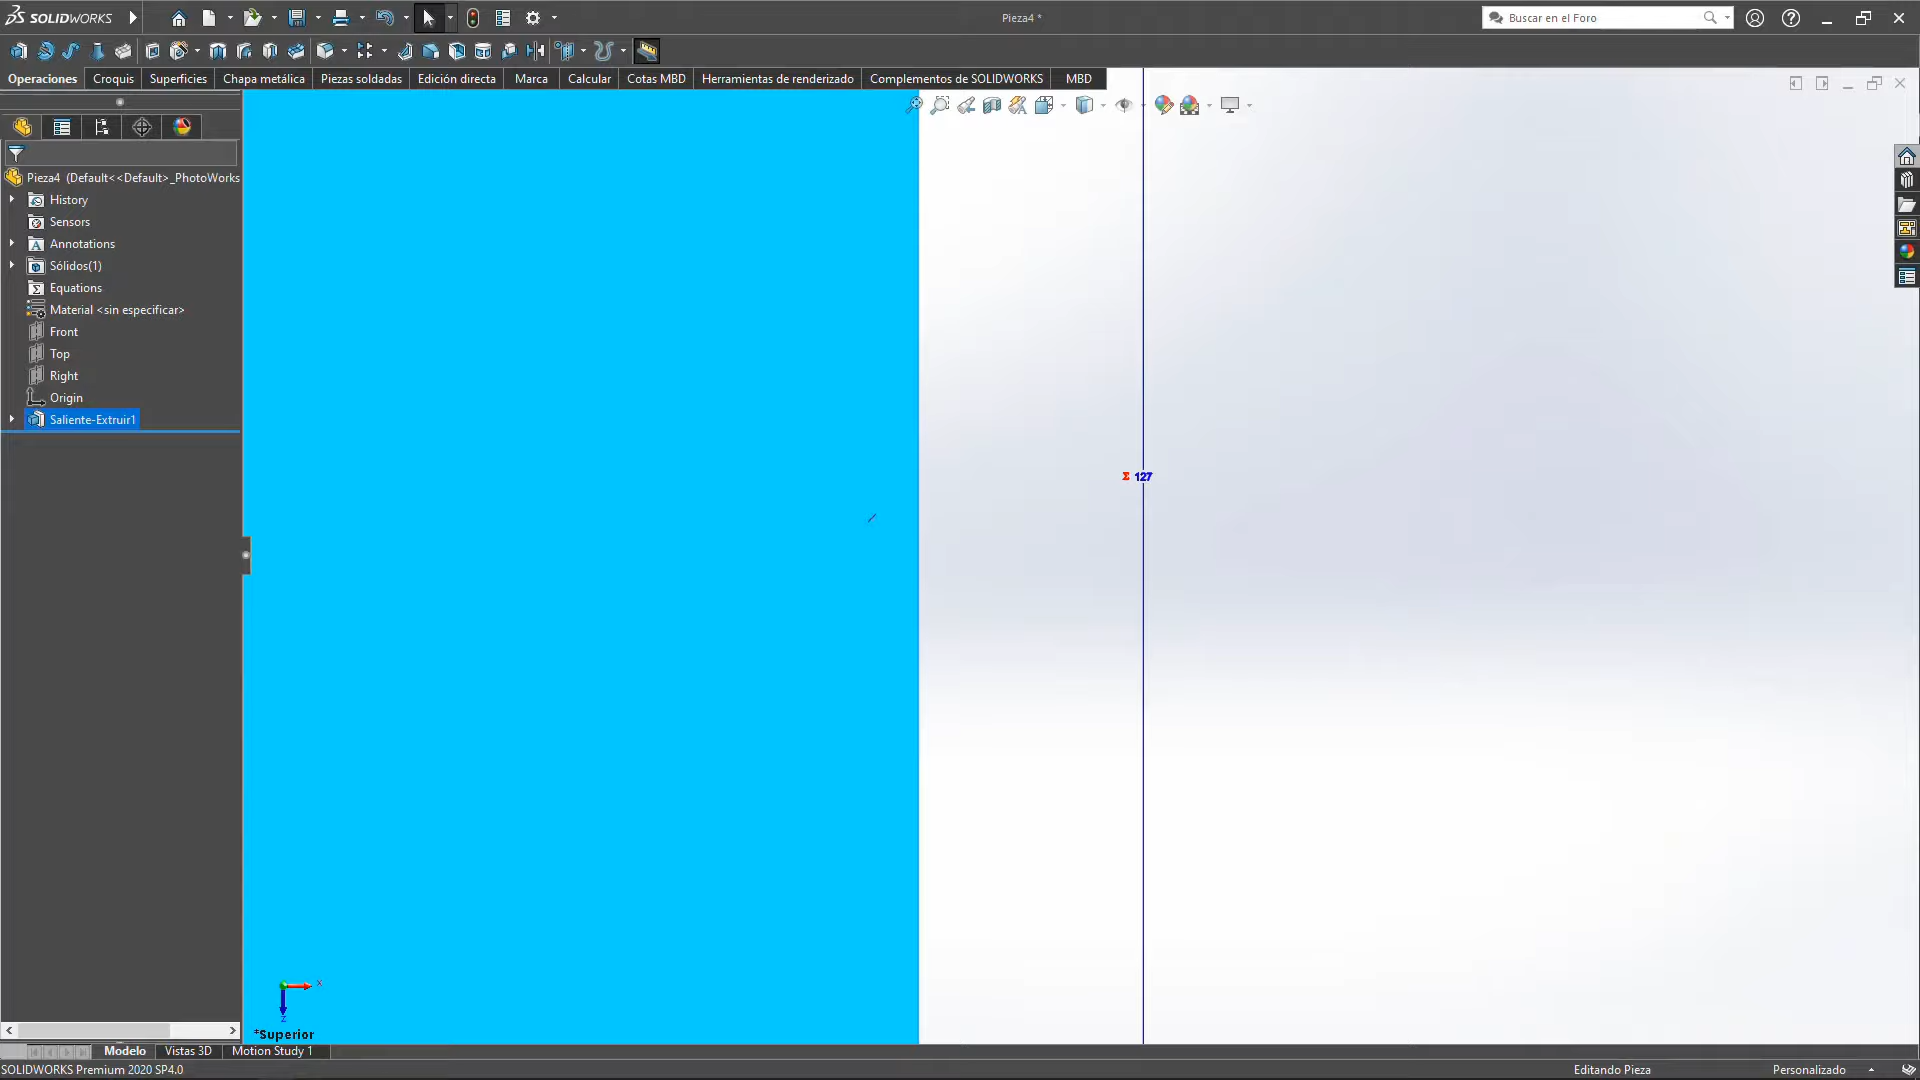 SOLIDWORKS
Pieza4 *
Buscar en el Foro
Operaciones
Croquis
Superficies
Chapa metálica
Piezas soldadas
Edición directa
Marca
Calcular
Cotas MBD
Herramientas de renderizado
Complementos de SOLIDWORKS
MBD
Pieza4 (Default<<Default>_PhotoWorks
History
Sensors
Annotations
Sólidos(1)
Equations
Material <sin especificar>
Front
Top
Right
Origin
Saliente-Extruir1
Σ 127
x
z
*Superior
Modelo
Vistas 3D
Motion Study 1
SOLIDWORKS Premium 2020 SP4.0
Editando Pieza
Personalizado